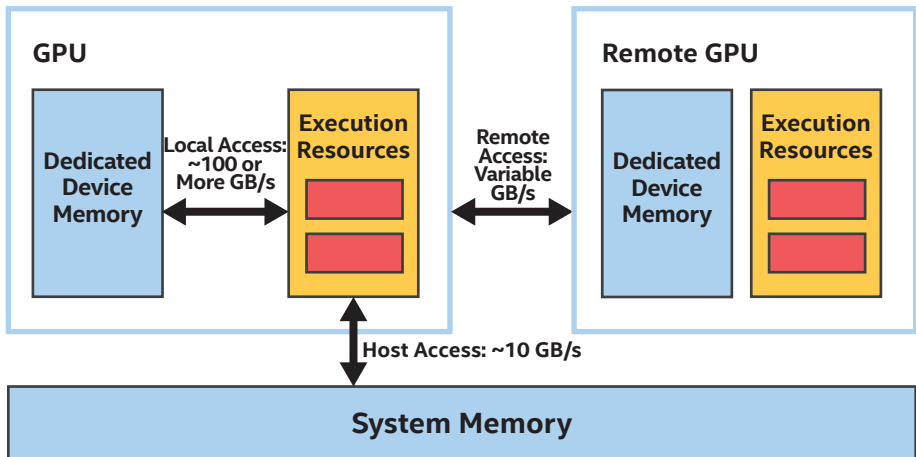 GPU
Dedicated
Device
Memory
Local Access:
~100 or
More GB/s
Execution
Resources
Remote
Access:
Variable
GB/s
Remote GPU
Dedicated
Device
Memory
Execution
Resources
Host Access: ~10 GB/s
System Memory